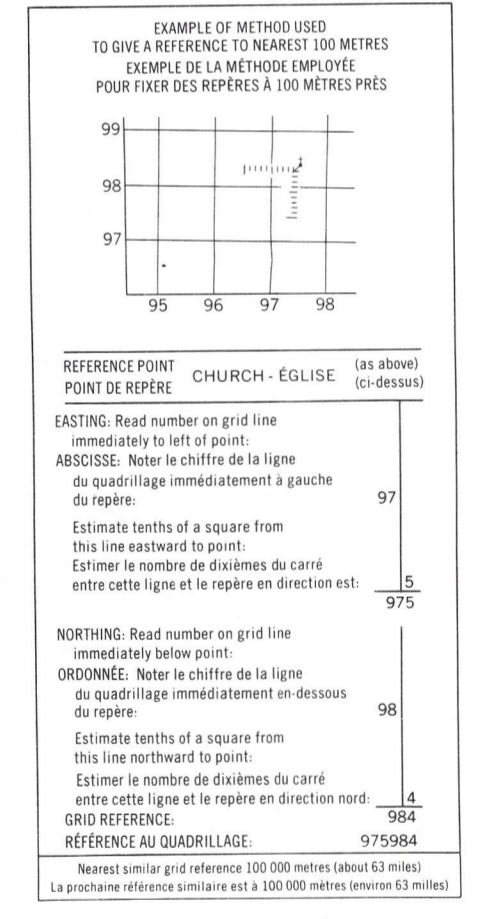 EXAMPLE OF METHOD USED
TO GIVE A REFERENCE TO NEAREST 100 METRES
EXEMPLE DE LA MÉTHODE EMPLOYÉE
POUR FIXER DES REPÈRES À 100 MÈTRES PRÈS
99
98
97
95 96 97 98
REFERENCE POINT
POINT DE REPÈRE
CHURCH - ÉGLISE
(as above)
(ci-dessus)
EASTING: Read number on grid line
immediately to left of point:
ABSCISSE: Noter le chiffre de la ligne
du quadrillage immédiatement à gauche
du repère: 97
Estimate tenths of a square from
this line eastward to point:
Estimer le nombre de dixièmes du carré
entre cette ligne et le repère en direction est: 5
975
NORTHING: Read number on grid line
immediately below point:
ORDONNÉE: Noter le chiffre de la ligne
du quadrillage immédiatement en-dessous
du repère: 98
Estimate tenths of a square from
this line northward to point:
Estimer le nombre de dixièmes du carré
entre cette ligne et le repère en direction nord: 4
GRID REFERENCE: 984
RÉFÉRENCE AU QUADRILLAGE: 975984
Nearest similar grid reference 100 000 metres (about 63 miles)
La prochaine référence similaire est à 100 000 mètres (environ 63 milles)